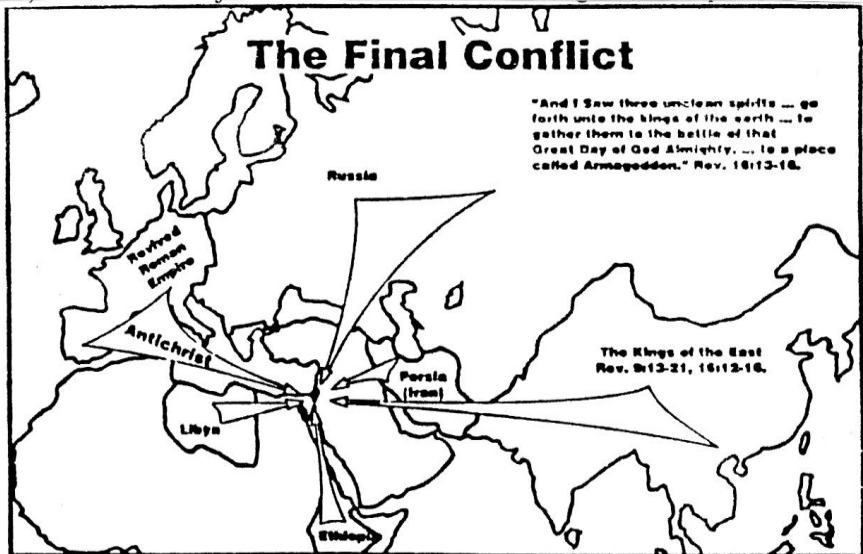 The Final Conflict
"And I Saw three unclean spirits ... go
forth unto the kings of the earth ... to
gather them to the battle of that
Great Day of God Almighty, ... to a place
called Armageddon." Rev. 16:13-16.
Russia
Revived
Roman
Empire
Antichrist
The Kings of the East
Rev. 9:13-21, 16:12-16.
Persia
(Iran)
Libya
Ethiopia